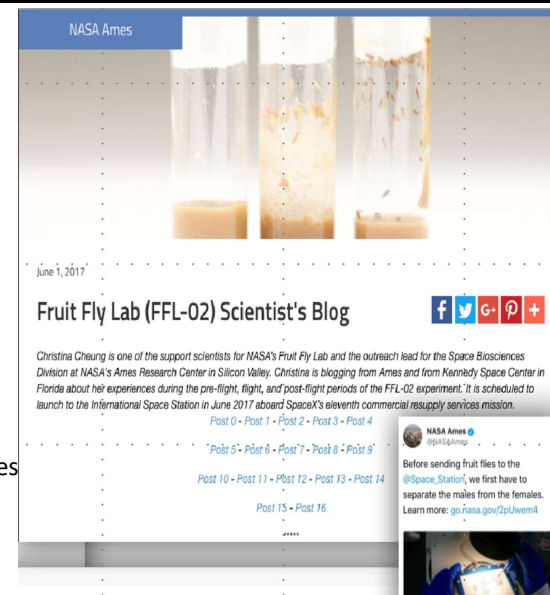 NASA Ames
June 1, 2017
Fruit Fly Lab (FFL-02) Scientist's Blog
Christina Cheung is one of the support scientists for NASA's Fruit Fly Lab and the outreach lead for the Space Biosciences
Division at NASA's Ames Research Center in Silicon Valley. Christina is blogging from Ames and from Kennedy Space Center in
Florida about her experiences during the pre-flight, flight, and post-flight periods of the FFL-02 experiment. It is scheduled to
launch to the International Space Station in June 2017 aboard SpaceX's eleventh commercial resupply services mission.
Post 0 - Post 1 - Post 2 - Post 3 - Post 4
Post 5 - Post 6 - Post 7 - Post 8 - Post 9
Post 10 - Post 11 - Post 12 - Post 13 - Post 14
Post 15 - Post 16
es
NASA Ames
@NASAAmes
Before sending fruit flies to the
@Space_Station, we first have to
separate the males from the females.
Learn more: go.nasa.gov/2pUwem4